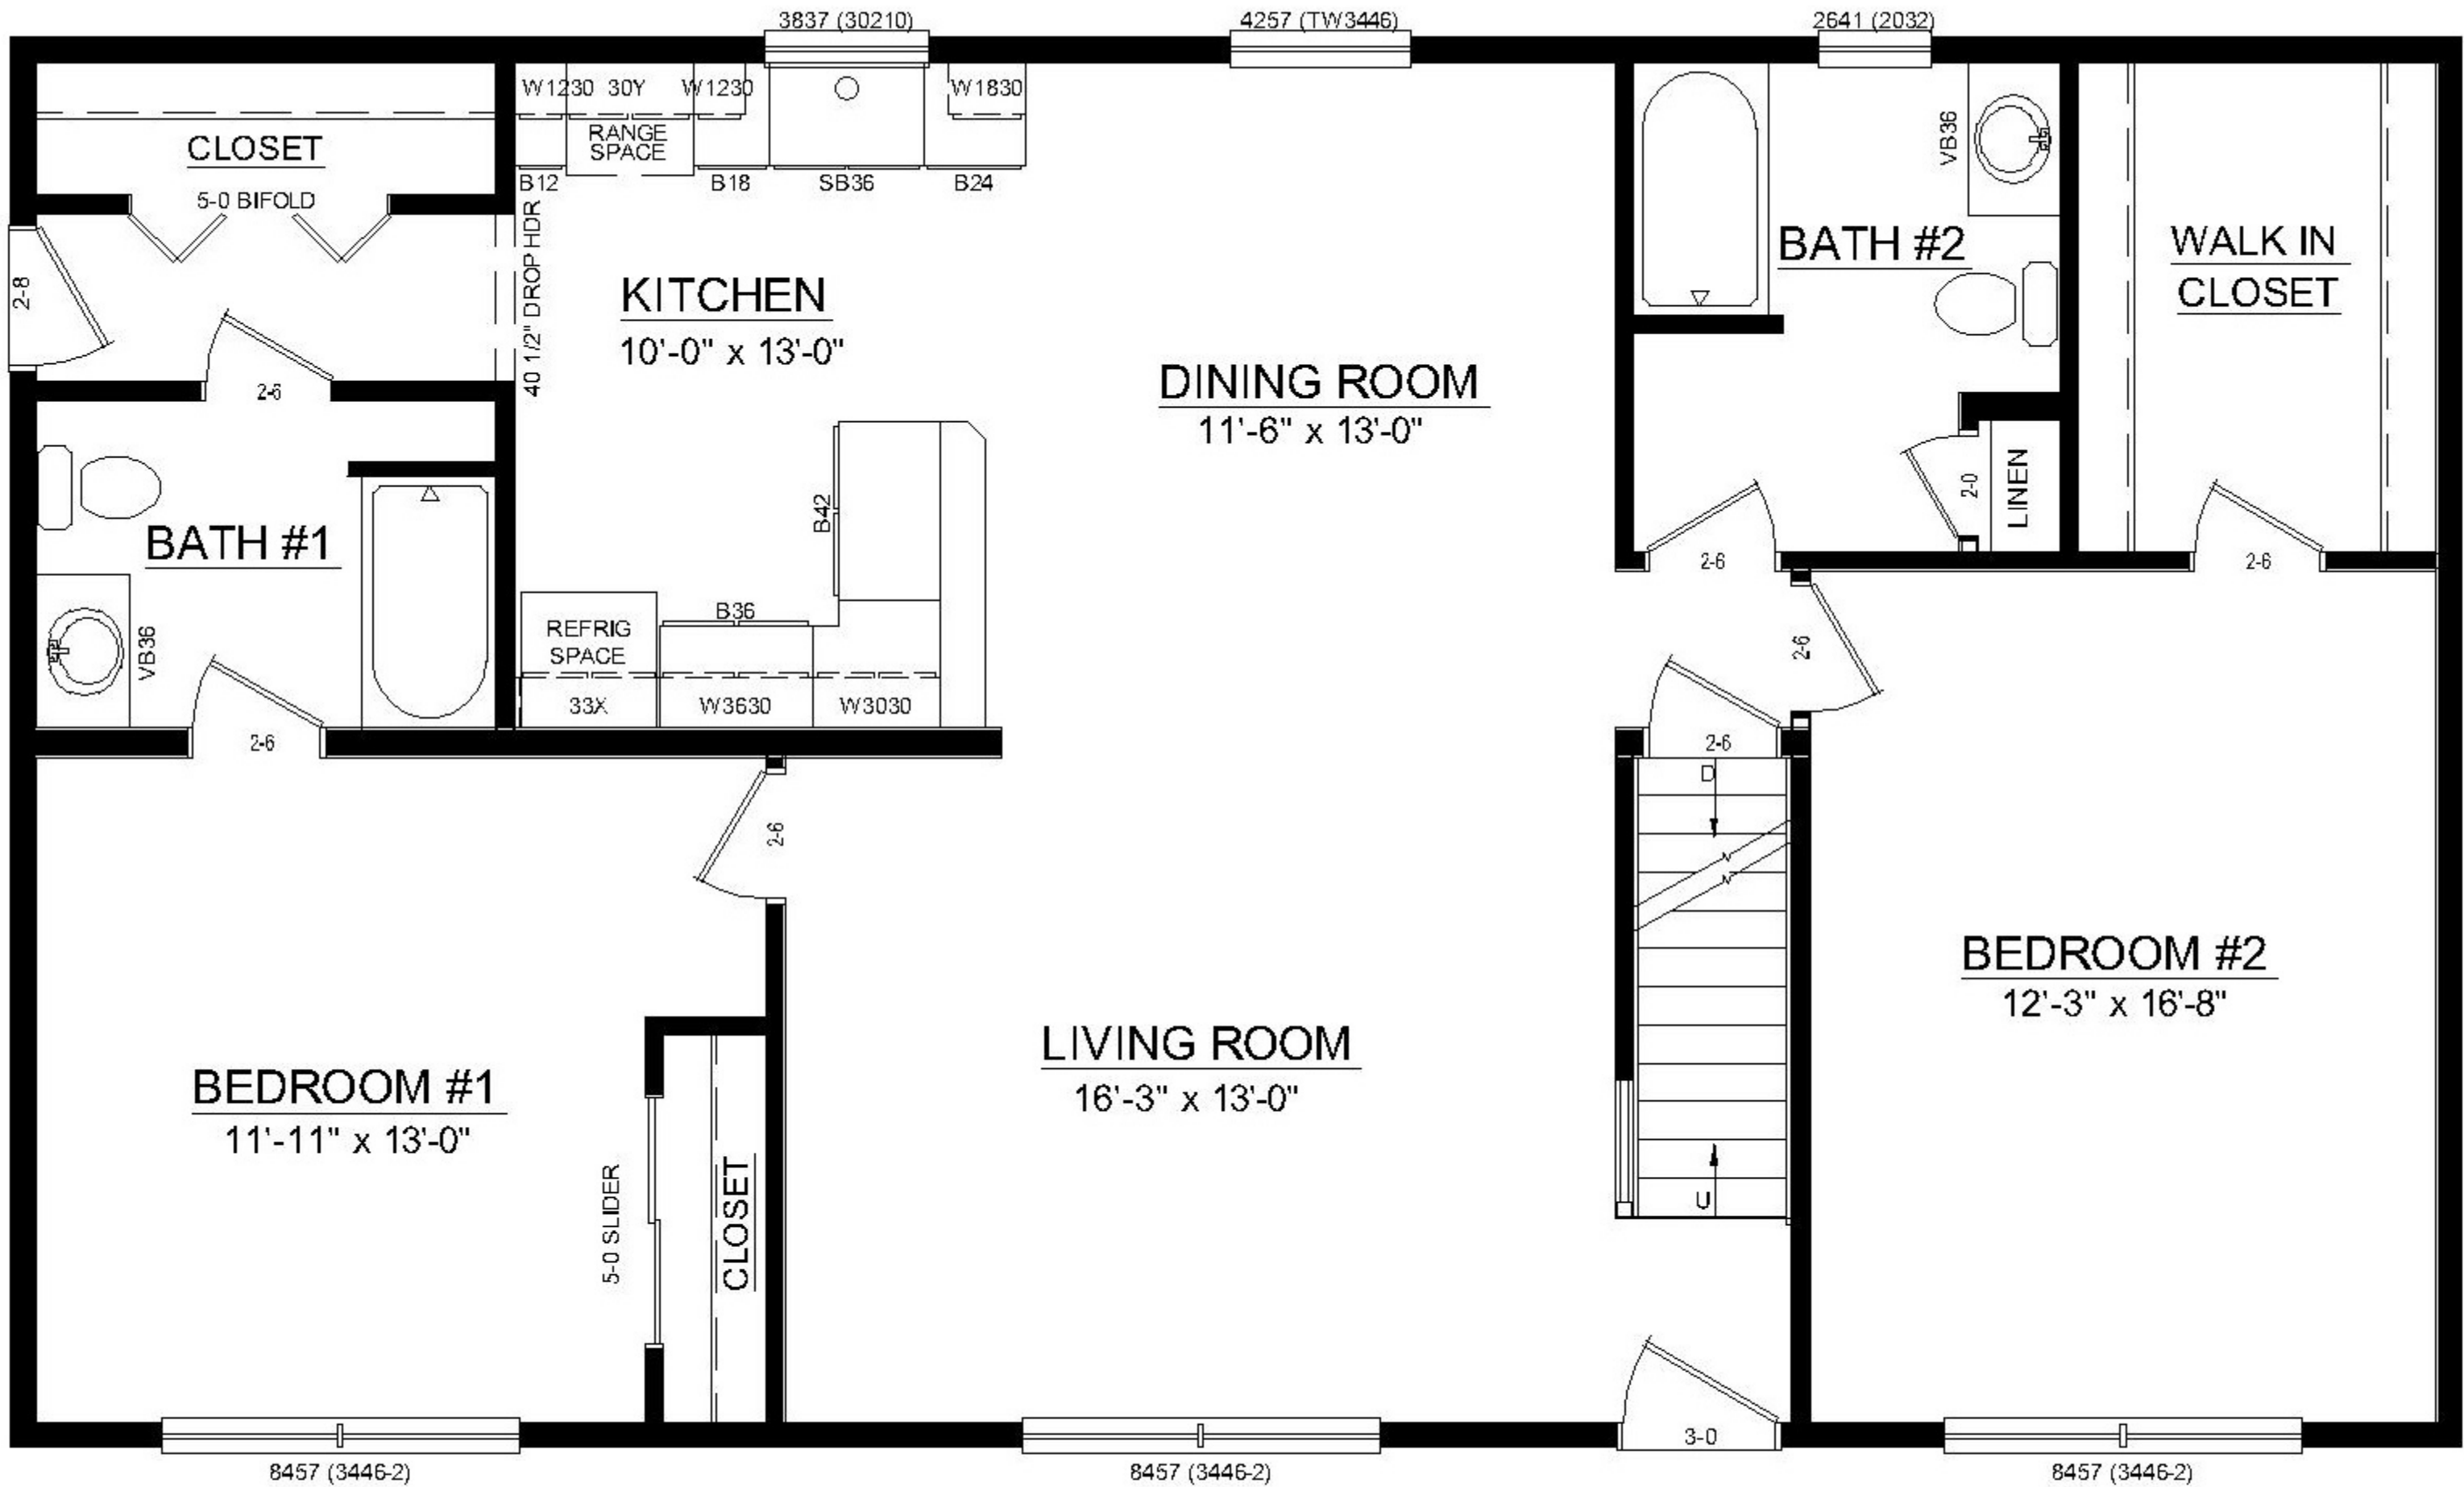 3837 (30210)
4257 (TW3446)
2641 (2032)
W1230
30Y
W1230
W1830
RANGE
SPACE
B12
B18
SB36
B24
CLOSET
5-0 BIFOLD
2-8
40 1/2" DROP HDR
KITCHEN
10'-0" x 13'-0"
DINING ROOM
11'-6" x 13'-0"
VB36
BATH #2
WALK IN
CLOSET
2-6
BATH #1
VB36
2-6
B42
B36
REFRIG
SPACE
33X
W3630
W3030
2-0
LINEN
2-6
2-6
2-6
2-6
D
2-6
BEDROOM #1
11'-11" x 13'-0"
5-0 SLIDER
CLOSET
LIVING ROOM
16'-3" x 13'-0"
U
BEDROOM #2
12'-3" x 16'-8"
3-0
8457 (3446-2)
8457 (3446-2)
8457 (3446-2)